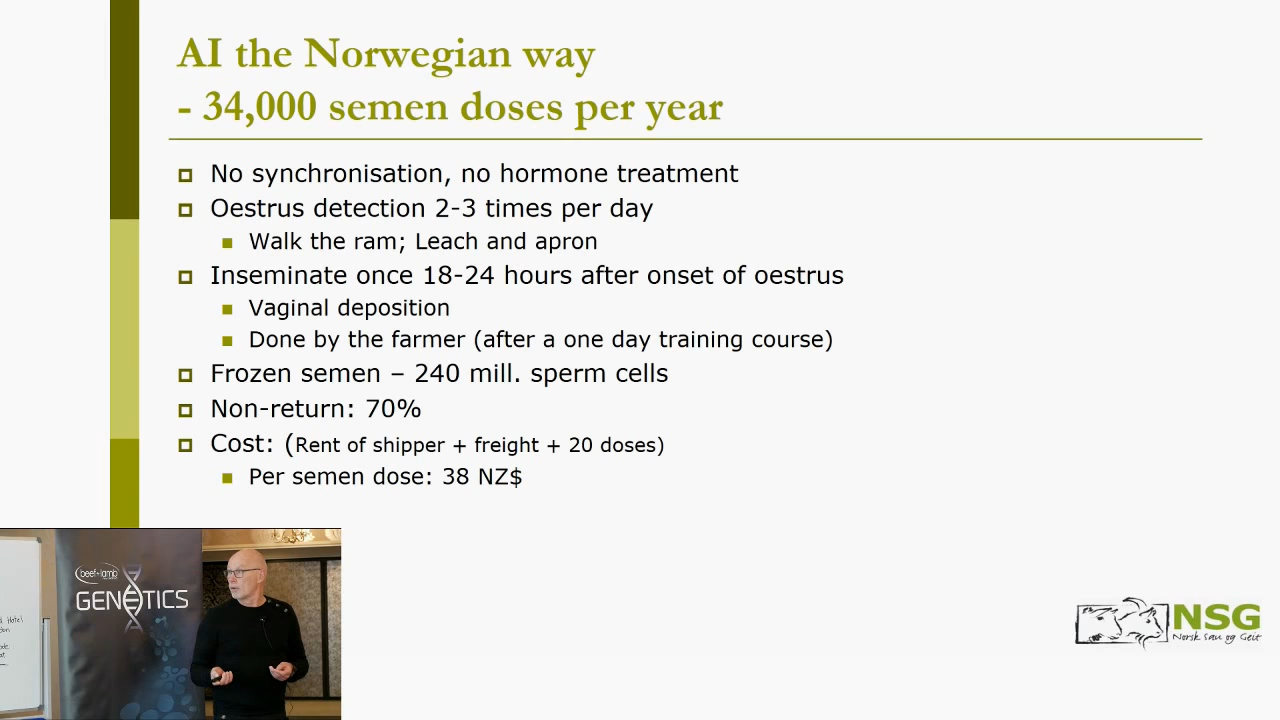 AI the Norwegian way
- 34,000 semen doses per year
No synchronisation, no hormone treatment
Oestrus detection 2-3 times per day
Walk the ram; Leach and apron
Inseminate once 18-24 hours after onset of oestrus
Vaginal deposition
Done by the farmer (after a one day training course)
Frozen semen – 240 mill. sperm cells
Non-return: 70%
Cost: (Rent of shipper + freight + 20 doses)
Per semen dose: 38 NZ$
beef+lamb
GENETICS
Hotel
NSG
Norsk Sau og Geit